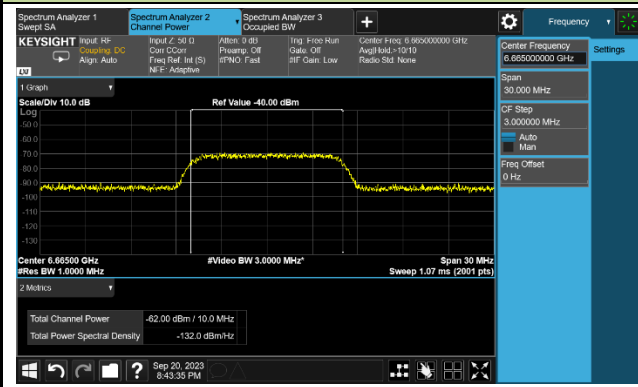 Spectrum Analyzer 1
Swept SA
Spectrum Analyzer 2
Channel Power
Spectrum Analyzer 3
Occupied BW
Frequency
KEYSIGHT
Input: RF
Coupling: DC
Align: Auto
Input Z: 50 Ω
Corr CCorr
Freq Ref: Int (S)
NFE: Adaptive
Atten: 0 dB
Preamp: Off
#PNO: Fast
Trig: Free Run
Gate: Off
#IF Gain: Low
Center Freq: 6.665000000 GHz
Avg|Hold:>10/10
Radio Std: None
LXI
Center Frequency
6.665000000 GHz
Settings
Span
30.000 MHz
CF Step
3.000000 MHz
Auto
Man
Freq Offset
0 Hz
1 Graph
Scale/Div 10.0 dB
Ref Value -40.00 dBm
Log
-50.0
-60.0
-70.0
-80.0
-90.0
-100
-110
-120
-130
Center 6.66500 GHz
#Video BW 3.0000 MHz*
Span 30 MHz
#Res BW 1.0000 MHz
Sweep 1.07 ms (2001 pts)
2 Metrics
Total Channel Power
-62.00 dBm / 10.0 MHz
Total Power Spectral Density
-132.0 dBm/Hz
Sep 20, 2023
8:43:35 PM